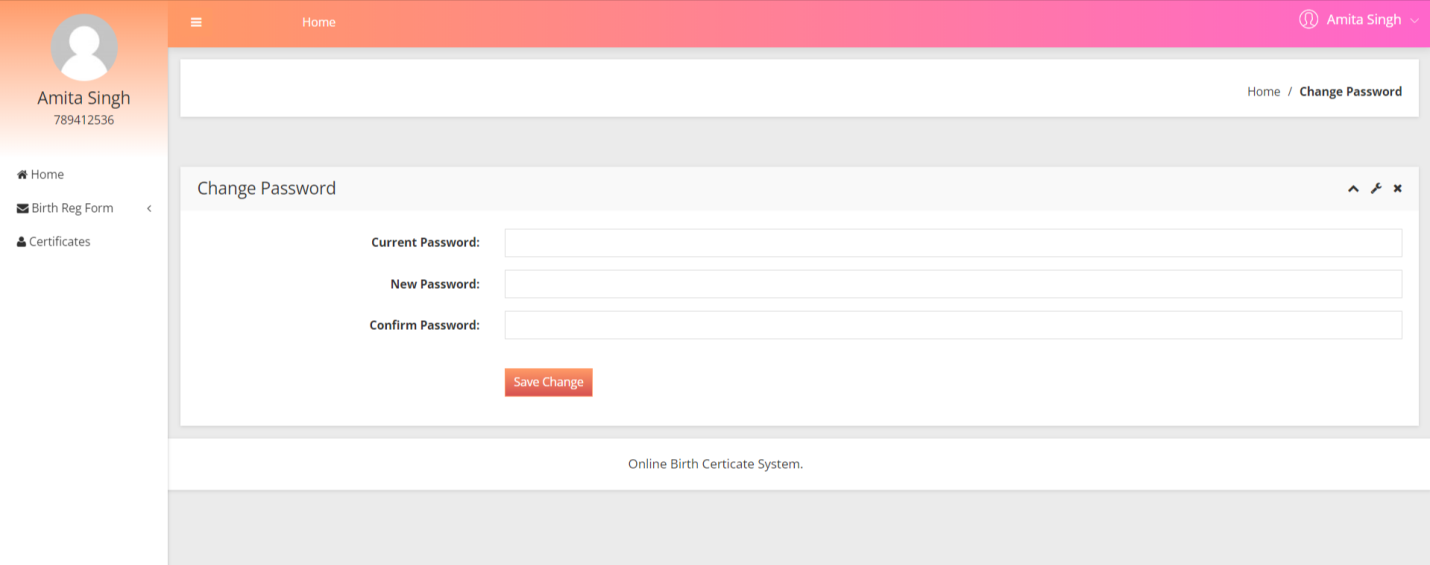 Amita Singh
789412536
Home
Birth Reg Form
Certificates
Home
Amita Singh
Home / Change Password
Change Password
Current Password:
New Password:
Confirm Password:
Save Change
Online Birth Certicate System.